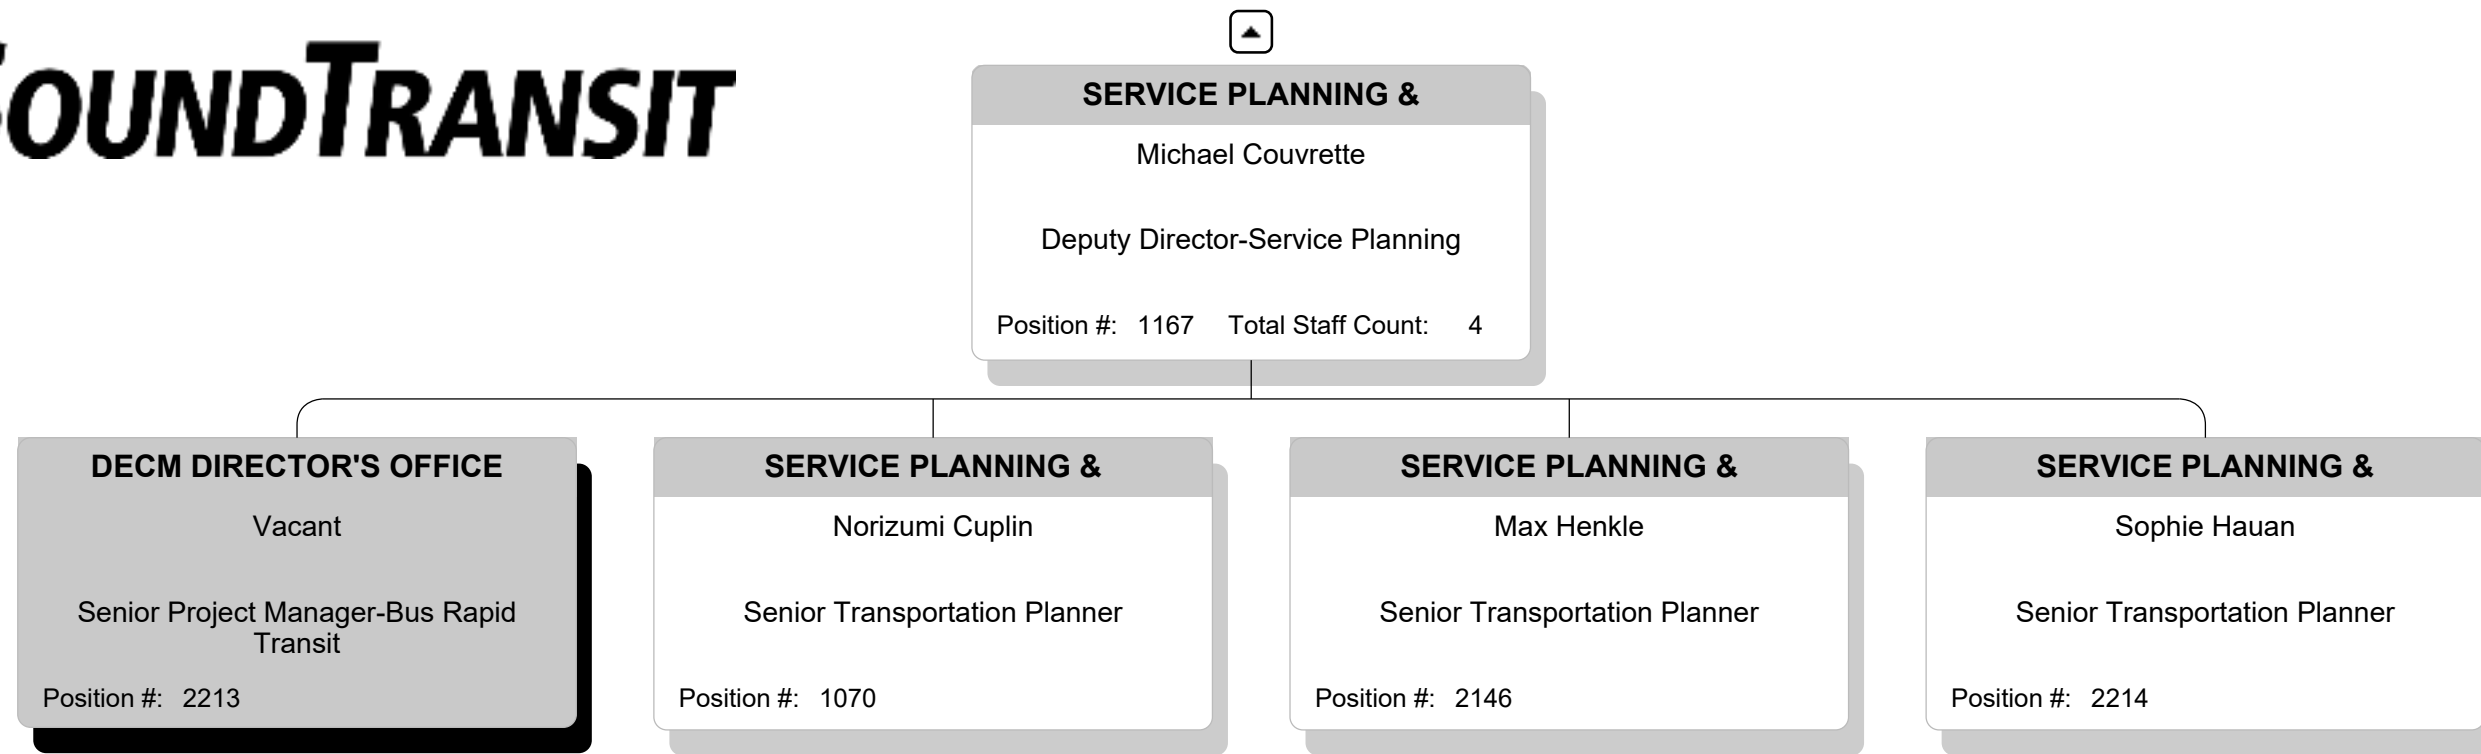 SOUNDTRANSIT
SERVICE PLANNING &
Michael Couvrette
Deputy Director-Service Planning
Position #: 1167 Total Staff Count: 4
DECM DIRECTOR'S OFFICE
Vacant
Senior Project Manager-Bus Rapid
Transit
Position #: 2213
SERVICE PLANNING &
Norizumi Cuplin
Senior Transportation Planner
Position #: 1070
SERVICE PLANNING &
Max Henkle
Senior Transportation Planner
Position #: 2146
SERVICE PLANNING &
Sophie Hauan
Senior Transportation Planner
Position #: 2214